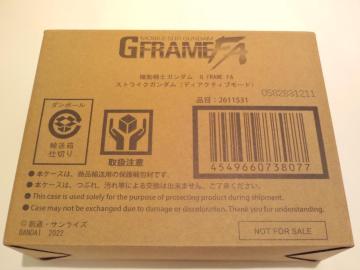 MOBILE SUIT GUNDAM
GFRAME FA
機動戦士ガンダム G FRAME FA
ストライクガンダム（ディアクティブモード）
0582831211
品番：2611531
ダンボール
輸送箱
仕切り
取扱注意
4549660738077
●本ケースは、商品輸送用の保護梱包材です。
●本ケースは、つぶれ、汚れ等による交換は出来ません。ご了承ください。
●This case is used solely for the purpose of protecting product during shipment.
●Case may not be exchanged due to damage or discoloration. Thank you for understanding.
©創通・サンライズ
BANDAI 2022
NOT FOR SALE